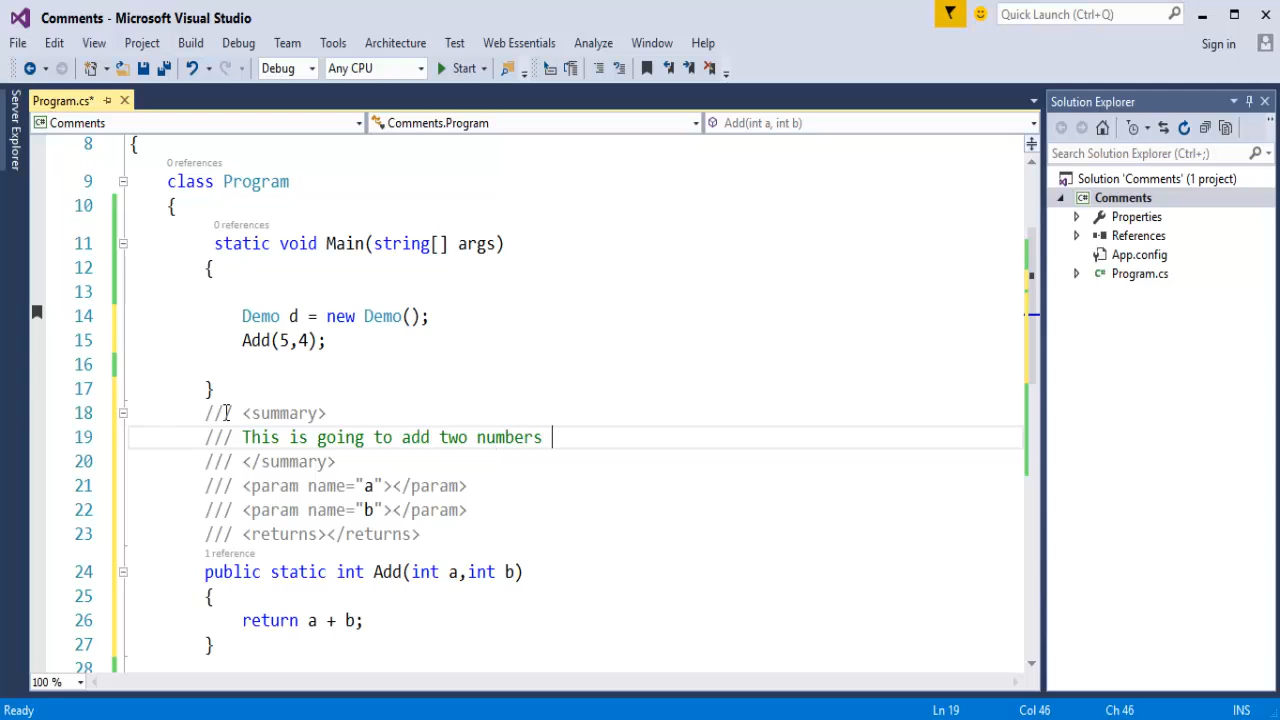 Comments - Microsoft Visual Studio
Quick Launch (Ctrl+Q)
File Edit View Project Build Debug Team Tools Architecture Test Web Essentials Analyze Window Help
Sign in
Debug Any CPU Start
Server Explorer
Program.cs*
Comments Comments.Program Add(int a, int b)
8 {
0 references
9 class Program
10 {
0 references
11 static void Main(string[] args)
12 {
13
14 Demo d = new Demo();
15 Add(5,4);
16
17 }
18 /// <summary>
19 /// This is going to add two numbers
20 /// </summary>
21 /// <param name="a"></param>
22 /// <param name="b"></param>
23 /// <returns></returns>
1 reference
24 public static int Add(int a,int b)
25 {
26 return a + b;
27 }
28
100 %
Solution Explorer
Search Solution Explorer (Ctrl+;)
Solution 'Comments' (1 project)
C# Comments
Properties
References
App.config
C# Program.cs
Ready Ln 19 Col 46 Ch 46 INS